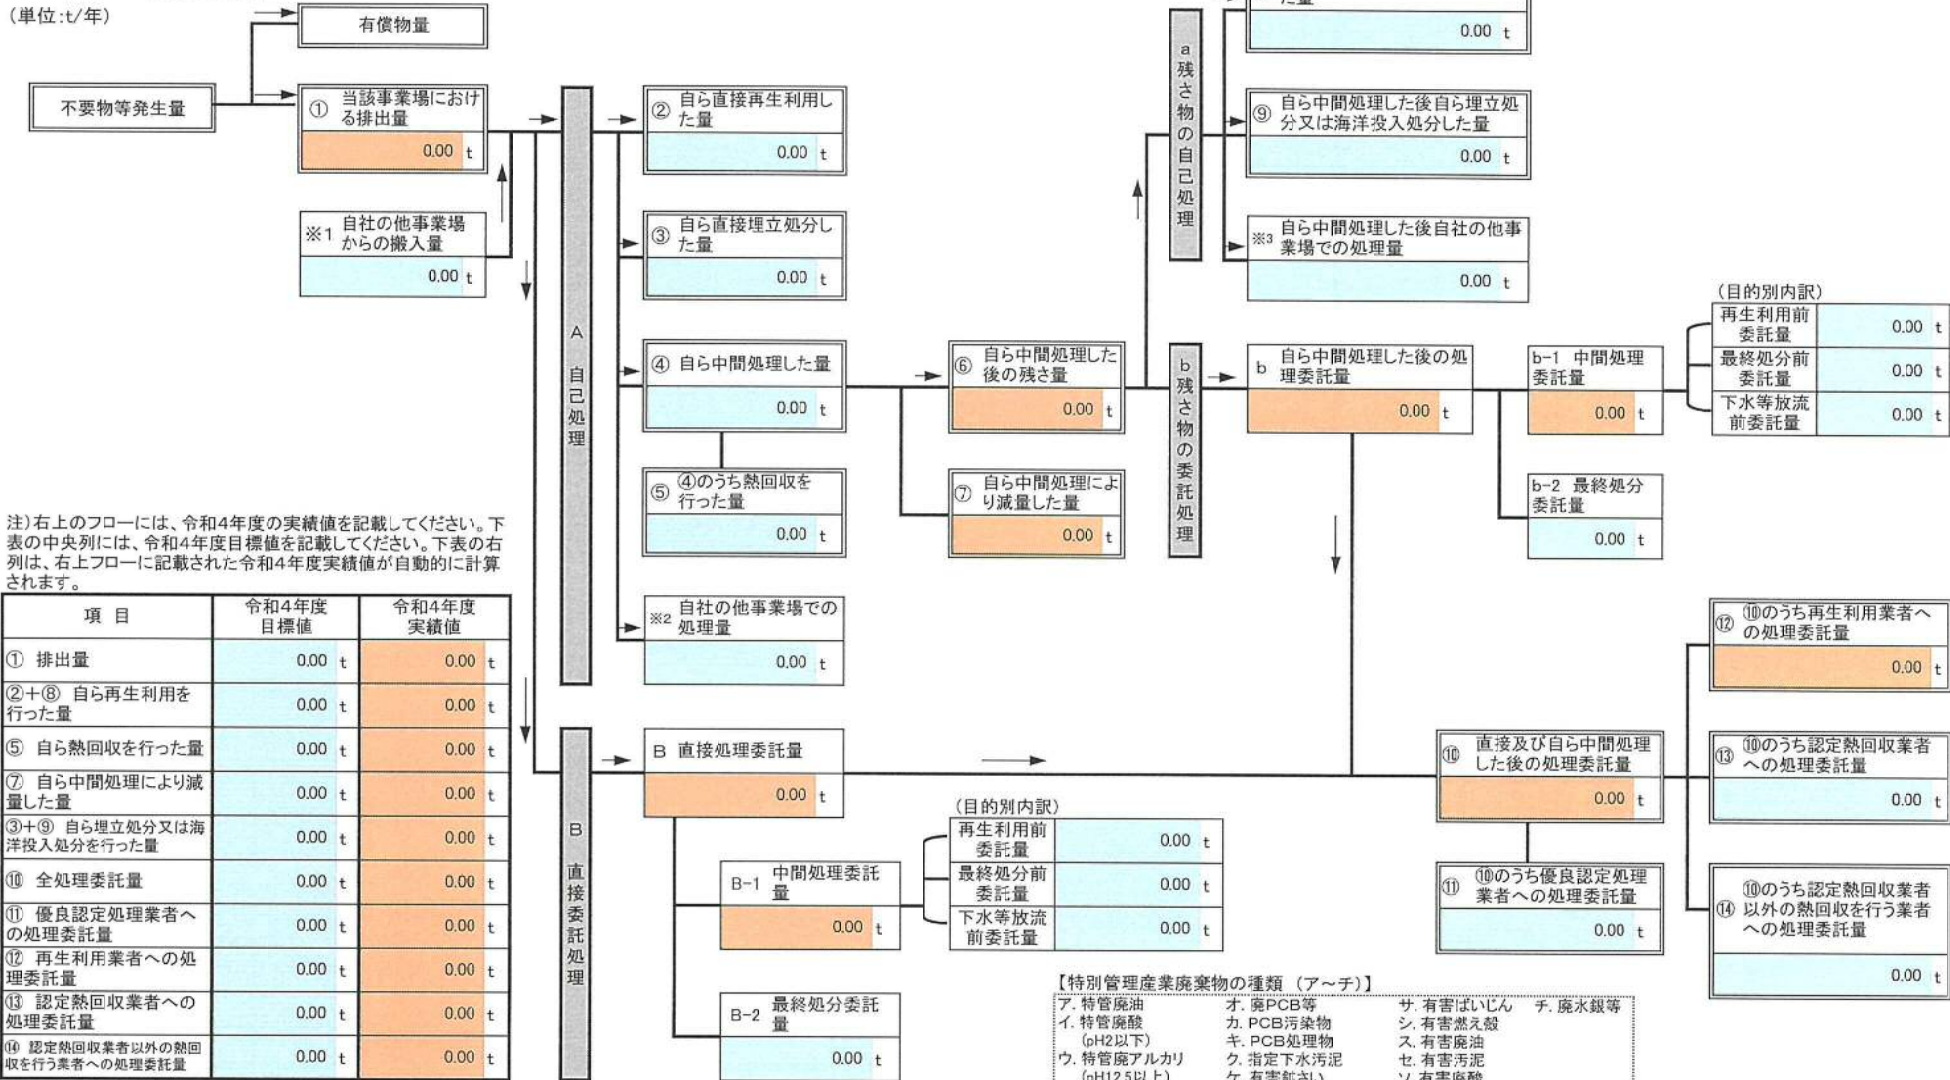 (単位:t/年)
有償物量
不要物等発生量
① 当該事業場におけ
る排出量
0.00 t
※1 自社の他事業場
からの搬入量
0.00 t
A 自己処理
② 自ら直接再生利用し
た量
0.00 t
③ 自ら直接埋立処分し
た量
0.00 t
④ 自ら中間処理した量
0.00 t
⑤ ④のうち熱回収を
行った量
0.00 t
※2 自社の他事業場での
処理量
0.00 t
⑥ 自ら中間処理した
後の残さ量
0.00 t
⑦ 自ら中間処理によ
り減量した量
0.00 t
a 残さ物の自己処理
た量
0.00 t
⑨ 自ら中間処理した後自ら埋立処
分又は海洋投入処分した量
0.00 t
※3 自ら中間処理した後自社の他事
業場での処理量
0.00 t
b 残さ物の委託処理
b 自ら中間処理した後の処
理委託量
0.00 t
b-1 中間処理
委託量
0.00 t
(目的別内訳)
再生利用前
委託量 0.00 t
最終処分前
委託量 0.00 t
下水等放流
前委託量 0.00 t
b-2 最終処分
委託量
0.00 t
注)右上のフローには、令和4年度の実績値を記載してください。下
表の中央列には、令和4年度目標値を記載してください。下表の右
列は、右上フローに記載された令和4年度実績値が自動的に計算
されます。
項 目 令和4年度
目標値 令和4年度
実績値
① 排出量 0.00 t 0.00 t
②+⑧ 自ら再生利用を
行った量 0.00 t 0.00 t
⑤ 自ら熱回収を行った量 0.00 t 0.00 t
⑦ 自ら中間処理により減
量した量 0.00 t 0.00 t
③+⑨ 自ら埋立処分又は海
洋投入処分を行った量 0.00 t 0.00 t
⑩ 全処理委託量 0.00 t 0.00 t
⑪ 優良認定処理業者へ
の処理委託量 0.00 t 0.00 t
⑫ 再生利用業者への処
理委託量 0.00 t 0.00 t
⑬ 認定熱回収業者への
処理委託量 0.00 t 0.00 t
⑭ 認定熱回収業者以外の熱回
収を行う業者への処理委託量 0.00 t 0.00 t
B 直接委託処理
B 直接処理委託量
0.00 t
B-1 中間処理委託
量
0.00 t
(目的別内訳)
再生利用前
委託量 0.00 t
最終処分前
委託量 0.00 t
下水等放流
前委託量 0.00 t
B-2 最終処分委託
量
0.00 t
⑩ 直接及び自ら中間処理
した後の処理委託量
0.00 t
⑪ ⑩のうち優良認定処理
業者への処理委託量
0.00 t
⑫ ⑩のうち再生利用業者へ
の処理委託量
0.00 t
⑬ ⑩のうち認定熱回収業者
への処理委託量
0.00 t
⑭ ⑩のうち認定熱回収業者
以外の熱回収を行う業者
への処理委託量
0.00 t
【特別管理産業廃棄物の種類 (ア~チ)】
ア. 特管廃油 オ. 廃PCB等 サ. 有害ばいじん チ. 廃水銀等
イ. 特管廃酸 カ. PCB汚染物 シ. 有害燃え殻
(pH2以下) キ. PCB処理物 ス. 有害廃油
ウ. 特管廃アルカリ ク. 指定下水汚泥 セ. 有害汚泥
(pH12.5以上) ケ. 有害鉱さい ソ. 有害廃酸